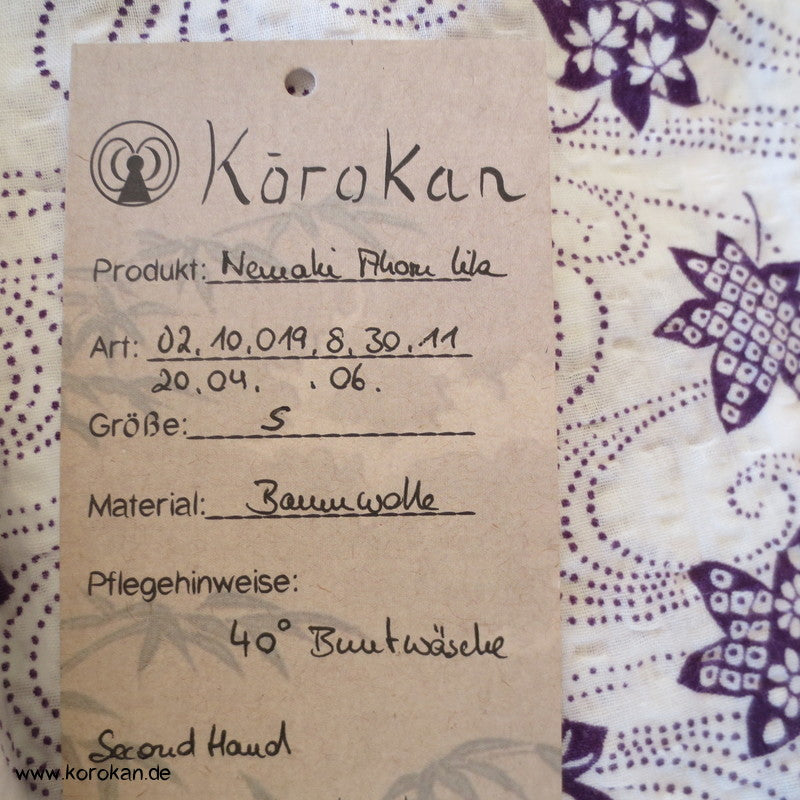 Kōrokan
Produkt: Nemaki Ahorn lila
Art: 02.10.019.8.30.11
20.04. .06.
Größe: S
Material: Baumwolle
Pflegehinweise:
40° Buntwäsche
Second Hand
www.korokan.de